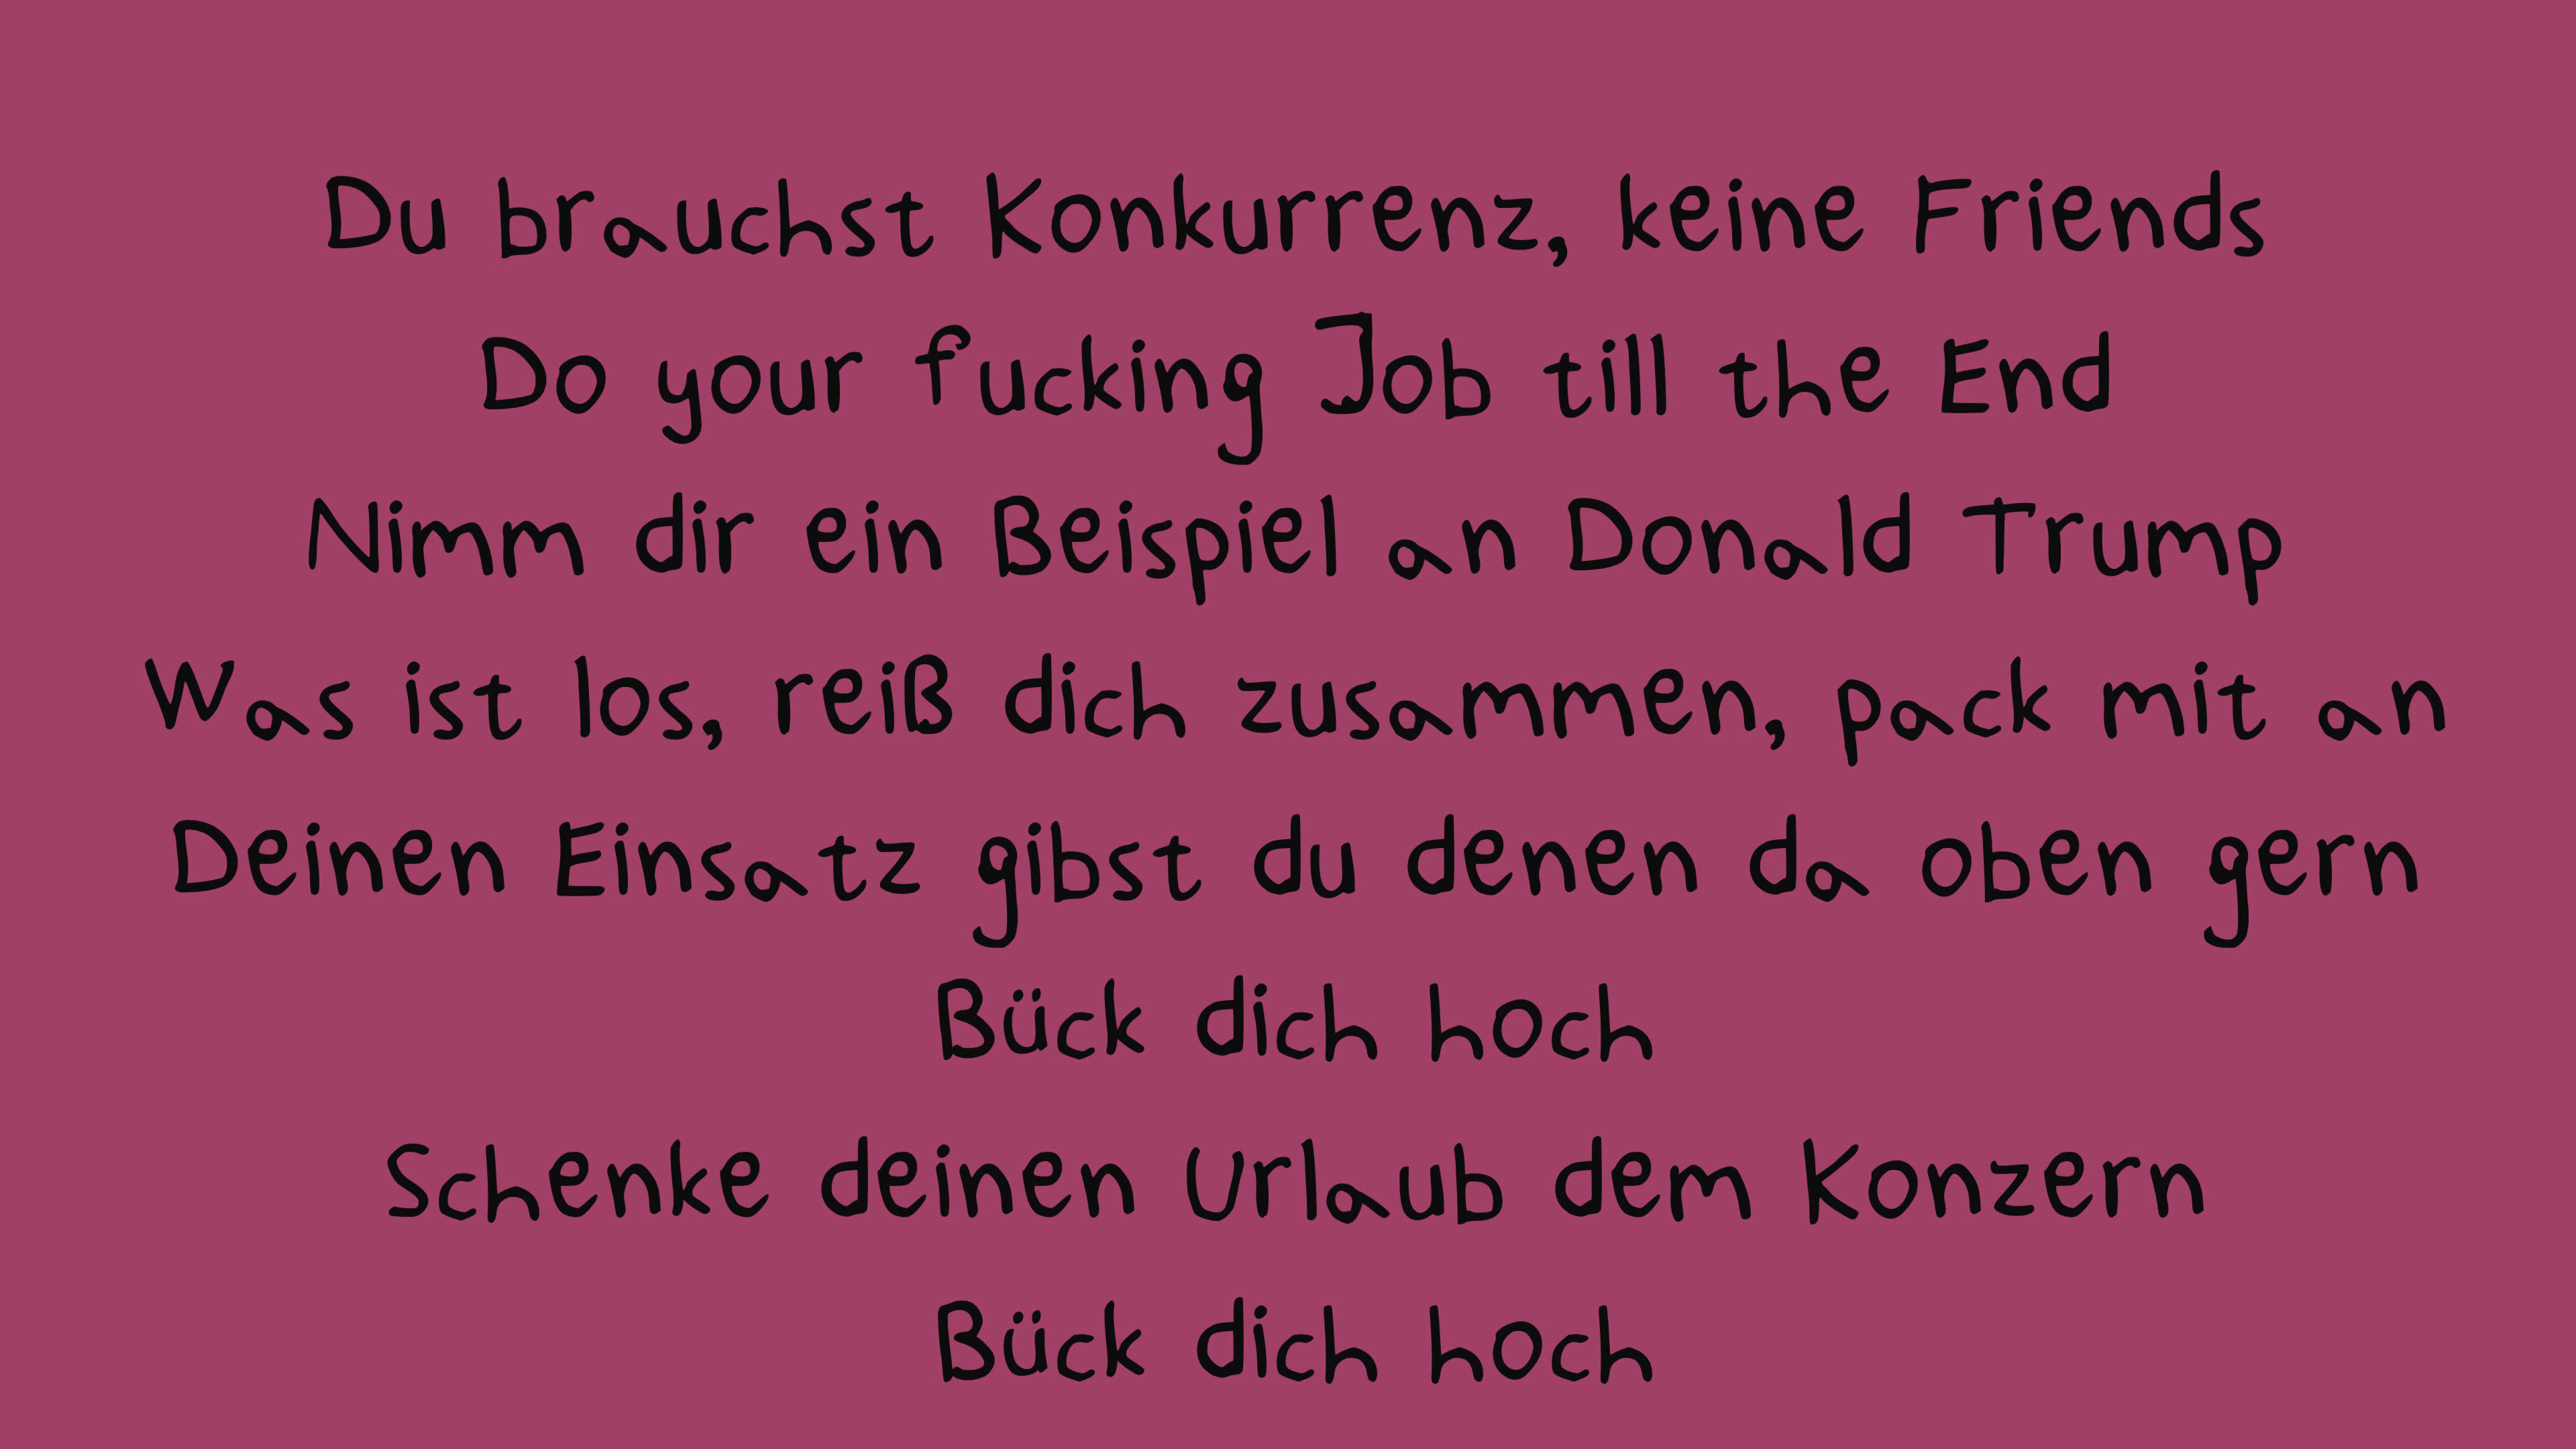 Du brauchst Konkurrenz, keine Friends
Do your fucking Job till the End
Nimm dir ein Beispiel an Donald Trump
Was ist los, reiß dich zusammen, pack mit an
Deinen Einsatz gibst du denen da oben gern
Bück dich hoch
Schenke deinen Urlaub dem Konzern
Bück dich hoch